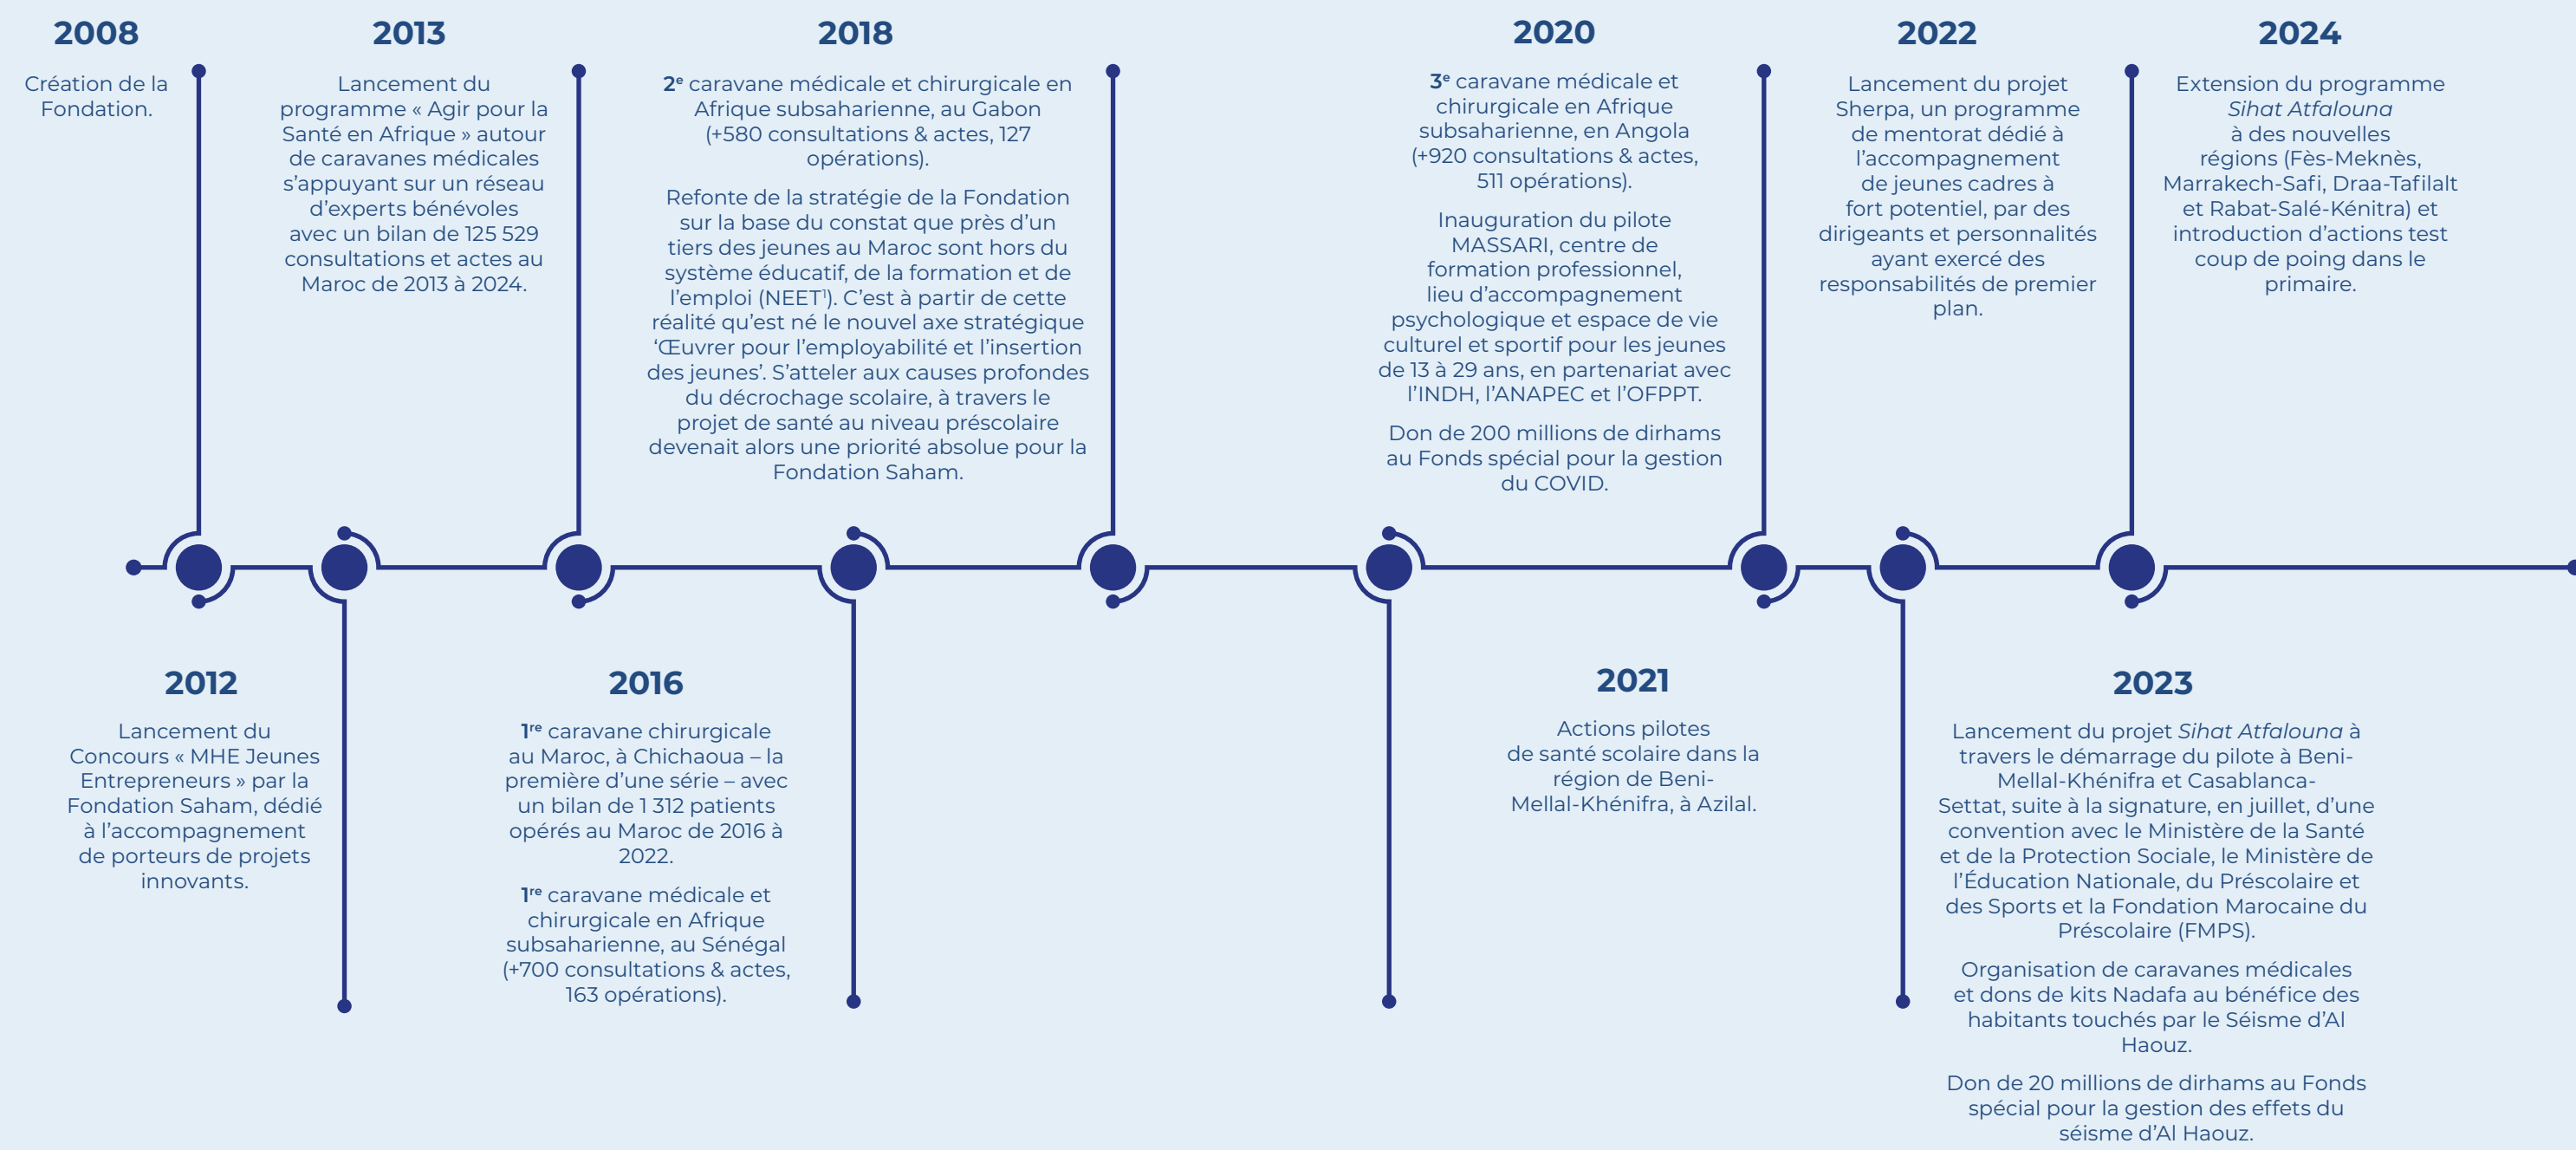 2008
Création de la
Fondation.
2013
Lancement du
programme « Agir pour la
Santé en Afrique » autour
de caravanes médicales
s’appuyant sur un réseau
d’experts bénévoles
avec un bilan de 125 529
consultations et actes au
Maroc de 2013 à 2024.
2018
2e caravane médicale et chirurgicale en
Afrique subsaharienne, au Gabon
(+580 consultations & actes, 127
opérations).
Refonte de la stratégie de la Fondation
sur la base du constat que près d’un
tiers des jeunes au Maroc sont hors du
système éducatif, de la formation et de
l’emploi (NEET1). C’est à partir de cette
réalité qu’est né le nouvel axe stratégique
‘Œuvrer pour l’employabilité et l’insertion
des jeunes’. S’atteler aux causes profondes
du décrochage scolaire, à travers le
projet de santé au niveau préscolaire
devenait alors une priorité absolue pour la
Fondation Saham.
2020
3e caravane médicale et
chirurgicale en Afrique
subsaharienne, en Angola
(+920 consultations & actes,
511 opérations).
Inauguration du pilote
MASSARI, centre de
formation professionnel,
lieu d’accompagnement
psychologique et espace de vie
culturel et sportif pour les jeunes
de 13 à 29 ans, en partenariat avec
l’INDH, l’ANAPEC et l’OFPPT.
Don de 200 millions de dirhams
au Fonds spécial pour la gestion
du COVID.
2022
Lancement du projet
Sherpa, un programme
de mentorat dédié à
l’accompagnement
de jeunes cadres à
fort potentiel, par des
dirigeants et personnalités
ayant exercé des
responsabilités de premier
plan.
2024
Extension du programme
Sihat Atfalouna
à des nouvelles
régions (Fès-Meknès,
Marrakech-Safi, Draa-Tafilalt
et Rabat-Salé-Kénitra) et
introduction d’actions test
coup de poing dans le
primaire.
2012
Lancement du
Concours « MHE Jeunes
Entrepreneurs » par la
Fondation Saham, dédié
à l’accompagnement
de porteurs de projets
innovants.
2016
1re caravane chirurgicale
au Maroc, à Chichaoua – la
première d’une série – avec
un bilan de 1 312 patients
opérés au Maroc de 2016 à
2022.
1re caravane médicale et
chirurgicale en Afrique
subsaharienne, au Sénégal
(+700 consultations & actes,
163 opérations).
2021
Actions pilotes
de santé scolaire dans la
région de Beni-
Mellal-Khénifra, à Azilal.
2023
Lancement du projet Sihat Atfalouna à
travers le démarrage du pilote à Beni-
Mellal-Khénifra et Casablanca-
Settat, suite à la signature, en juillet, d’une
convention avec le Ministère de la Santé
et de la Protection Sociale, le Ministère de
l’Éducation Nationale, du Préscolaire et
des Sports et la Fondation Marocaine du
Préscolaire (FMPS).
Organisation de caravanes médicales
et dons de kits Nadafa au bénéfice des
habitants touchés par le Séisme d’Al
Haouz.
Don de 20 millions de dirhams au Fonds
spécial pour la gestion des effets du
séisme d’Al Haouz.